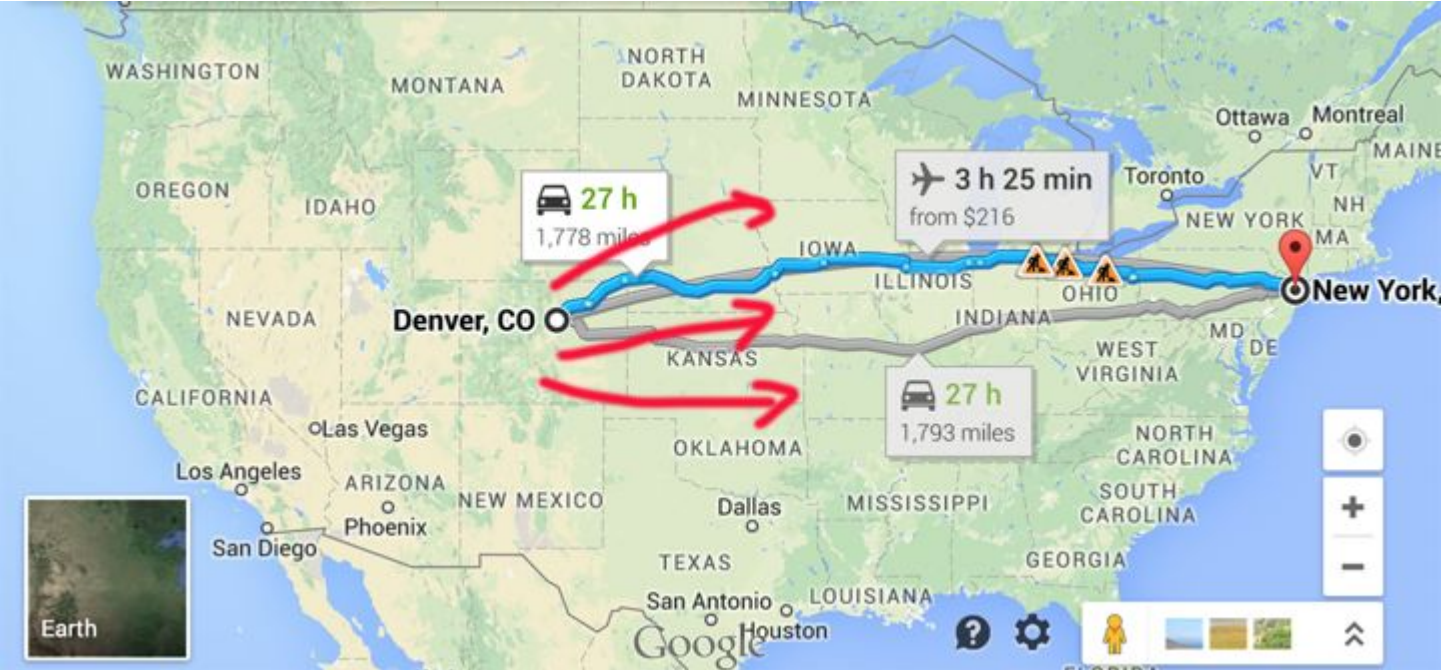 WASHINGTON
MONTANA
NORTH
DAKOTA
MINNESOTA
Ottawa
Montreal
MAINE
OREGON
IDAHO
27 h
1,778 miles
3 h 25 min
from $216
Toronto
VT
NH
NEW YORK
MA
IOWA
ILLINOIS
OHIO
New York,
NEVADA
Denver, CO
INDIANA
MD
DE
KANSAS
WEST
VIRGINIA
CALIFORNIA
27 h
1,793 miles
Las Vegas
OKLAHOMA
NORTH
CAROLINA
Los Angeles
ARIZONA
NEW MEXICO
Phoenix
Dallas
MISSISSIPPI
SOUTH
CAROLINA
San Diego
TEXAS
GEORGIA
San Antonio
LOUISIANA
Houston
Google
Earth